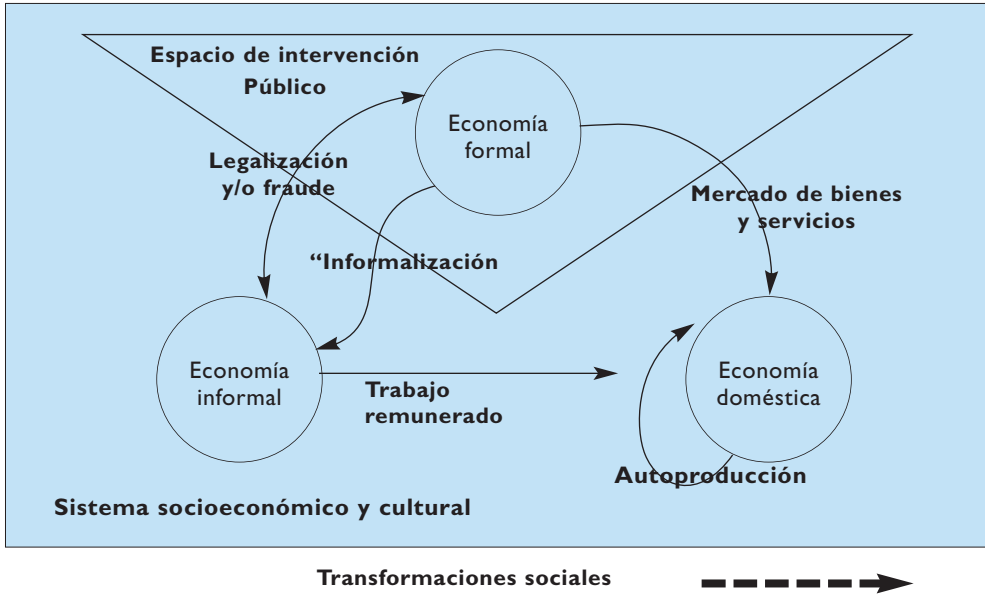 Espacio de intervención
Público
Economía
formal
Legalización
y/o fraude
Mercado de bienes
y servicios
“Informalización
Economía
informal
Trabajo
remunerado
Economía
doméstica
Autoproducción
Sistema socioeconómico y cultural
Transformaciones sociales